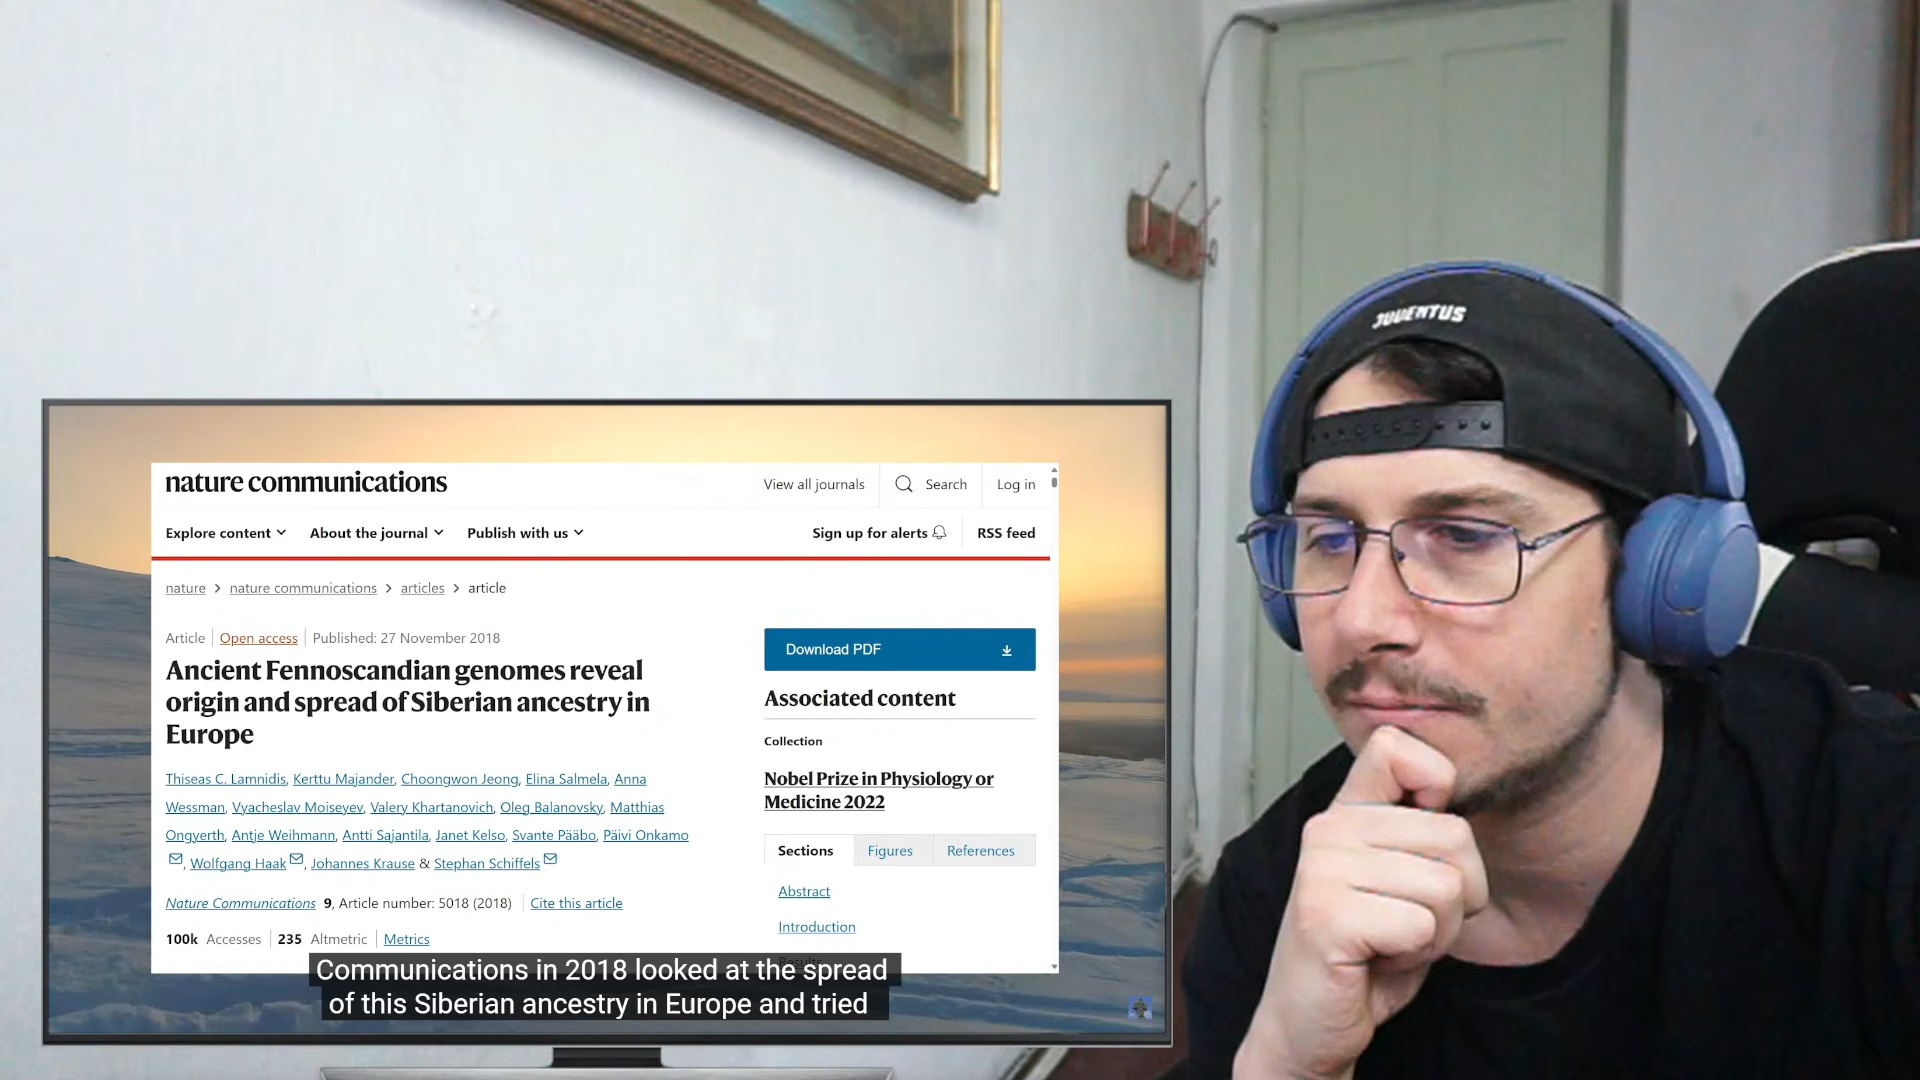 JUVENTUS
nature communications
View all journals
Search
Log in
Explore content
About the journal
Publish with us
Sign up for alerts
RSS feed
nature > nature communications > articles > article
Article
Open access
Published: 27 November 2018
Download PDF
Ancient Fennoscandian genomes reveal
origin and spread of Siberian ancestry in
Europe
Associated content
Collection
Nobel Prize in Physiology or
Medicine 2022
Thiseas C. Lamnidis, Kerttu Majander, Choongwon Jeong, Elina Salmela, Anna
Wessman, Vyacheslav Moiseyev, Valery Khartanovich, Oleg Balanovsky, Matthias
Ongyerth, Antje Weihmann, Antti Sajantila, Janet Kelso, Svante Pääbo, Päivi Onkamo
, Wolfgang Haak, Johannes Krause & Stephan Schiffels
Sections
Figures
References
Abstract
Introduction
Results
Nature Communications 9, Article number: 5018 (2018)
Cite this article
100k Accesses
235 Altmetric
Metrics
Communications in 2018 looked at the spread
of this Siberian ancestry in Europe and tried